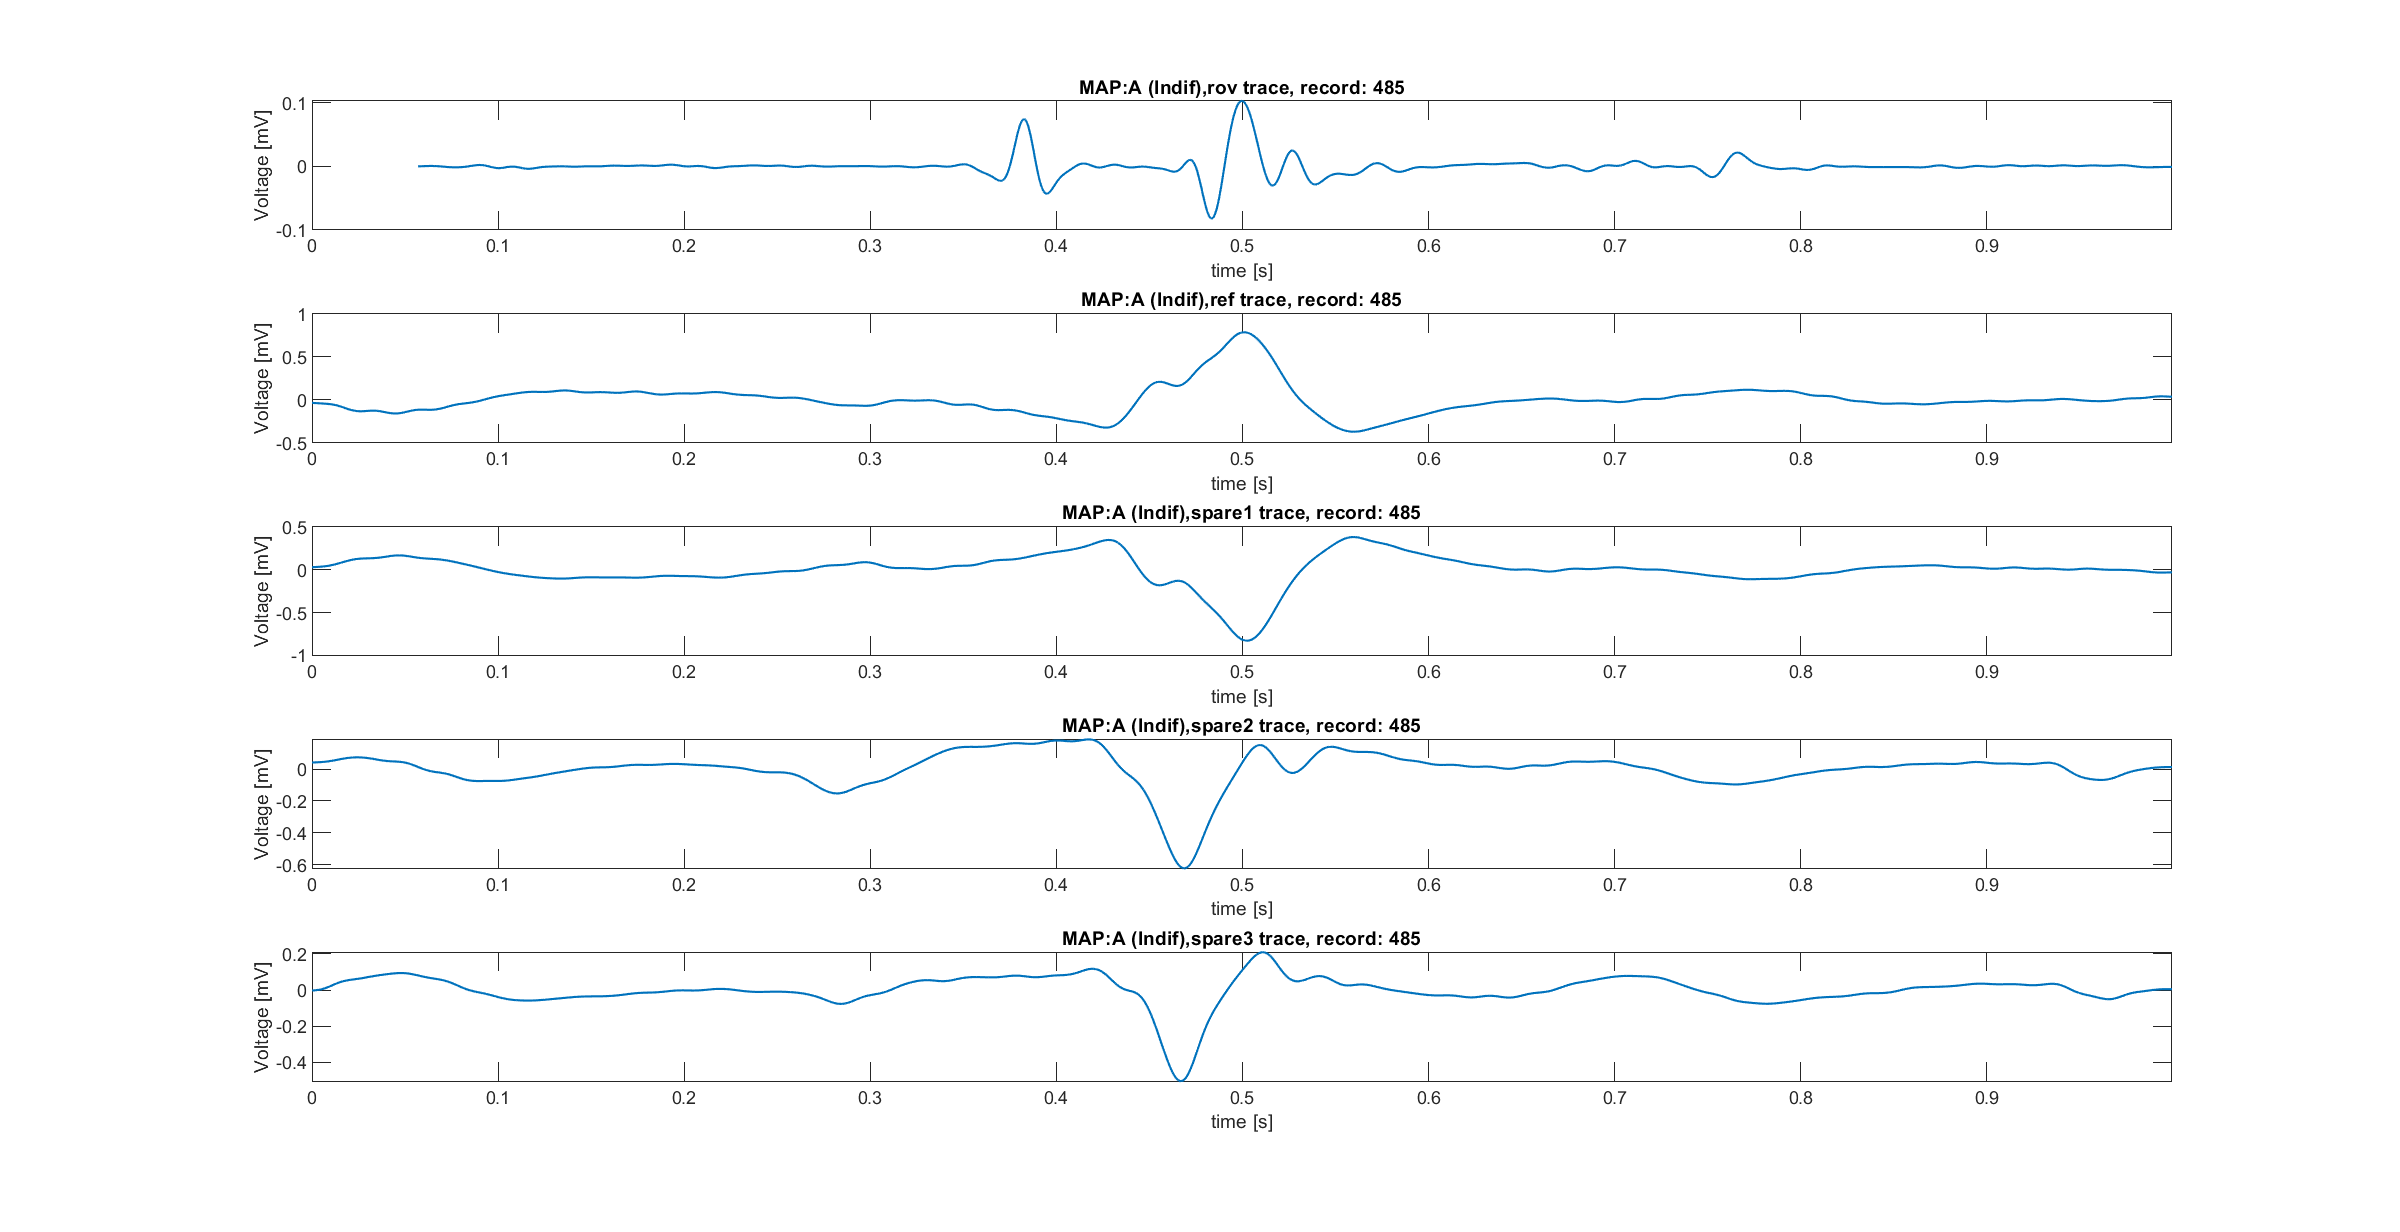 MAP:A (Indif),rov trace, record: 485
Voltage [mV]
0.1
0
-0.1
0 0.1 0.2 0.3 0.4 0.5 0.6 0.7 0.8 0.9
time [s]
MAP:A (Indif),ref trace, record: 485
Voltage [mV]
1
0.5
0
-0.5
0 0.1 0.2 0.3 0.4 0.5 0.6 0.7 0.8 0.9
time [s]
MAP:A (Indif),spare1 trace, record: 485
Voltage [mV]
0.5
0
-0.5
-1
0 0.1 0.2 0.3 0.4 0.5 0.6 0.7 0.8 0.9
time [s]
MAP:A (Indif),spare2 trace, record: 485
Voltage [mV]
0
-0.2
-0.4
-0.6
0 0.1 0.2 0.3 0.4 0.5 0.6 0.7 0.8 0.9
time [s]
MAP:A (Indif),spare3 trace, record: 485
Voltage [mV]
0.2
0
-0.2
-0.4
0 0.1 0.2 0.3 0.4 0.5 0.6 0.7 0.8 0.9
time [s]